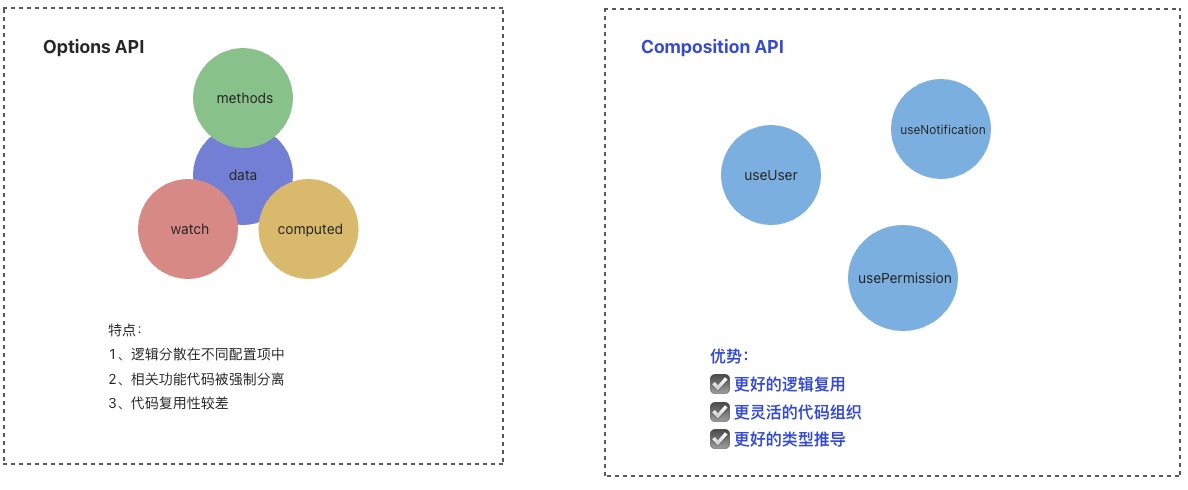 Options API
methods
data
watch
computed
特点：
1、逻辑分散在不同配置项中
2、相关功能代码被强制分离
3、代码复用性较差
Composition API
useNotification
useUser
usePermission
优势：
更好的逻辑复用
更灵活的代码组织
更好的类型推导